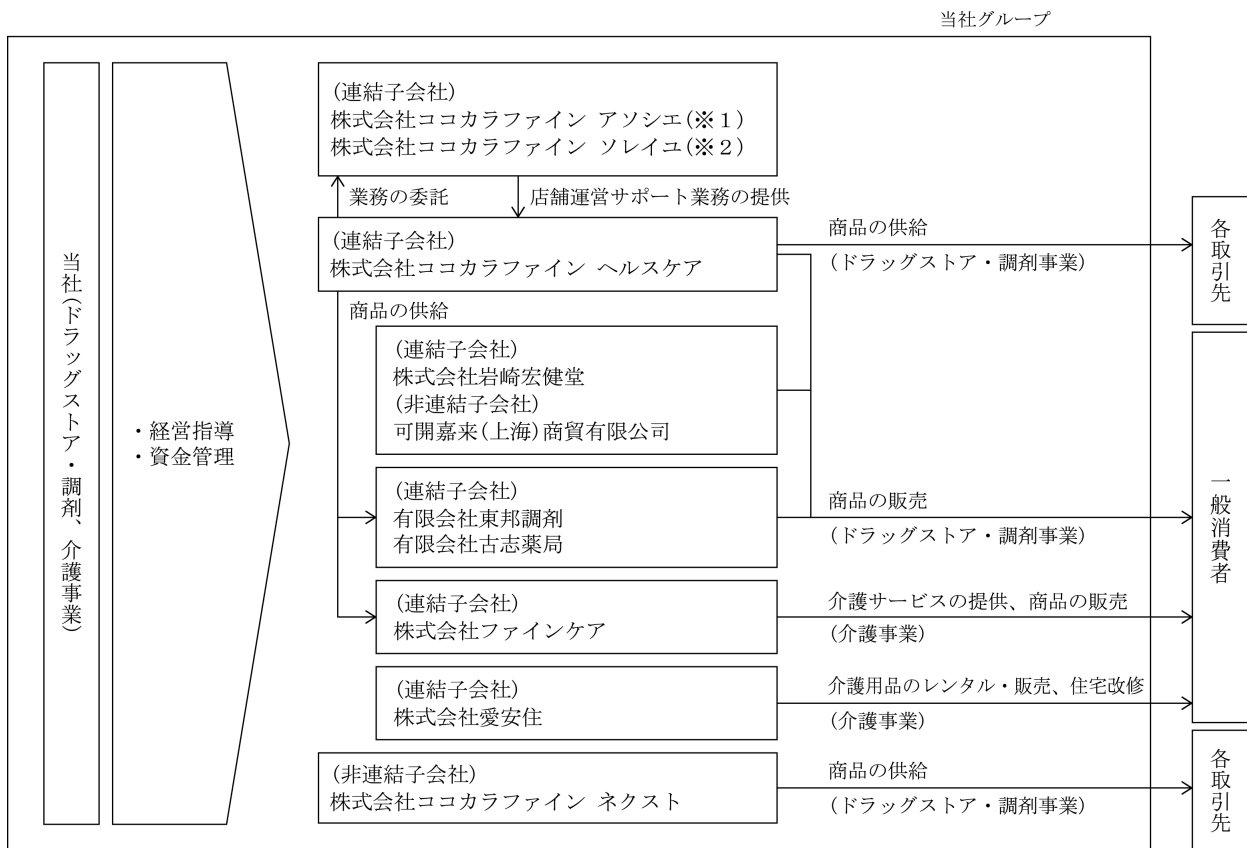 当社グループ
当社(ドラッグストア・調剤、介護事業)
・経営指導
・資金管理
(連結子会社)
株式会社ココカラファイン アソシエ(※1)
株式会社ココカラファイン ソレイユ(※2)
業務の委託
店舗運営サポート業務の提供
(連結子会社)
株式会社ココカラファイン ヘルスケア
商品の供給
(ドラッグストア・調剤事業)
各取引先
商品の供給
(連結子会社)
株式会社岩崎宏健堂
(非連結子会社)
可開嘉来(上海)商貿有限公司
(連結子会社)
有限会社東邦調剤
有限会社古志薬局
商品の販売
(ドラッグストア・調剤事業)
一般消費者
(連結子会社)
株式会社ファインケア
介護サービスの提供、商品の販売
(介護事業)
(連結子会社)
株式会社愛安住
介護用品のレンタル・販売、住宅改修
(介護事業)
(非連結子会社)
株式会社ココカラファイン ネクスト
商品の供給
(ドラッグストア・調剤事業)
各取引先